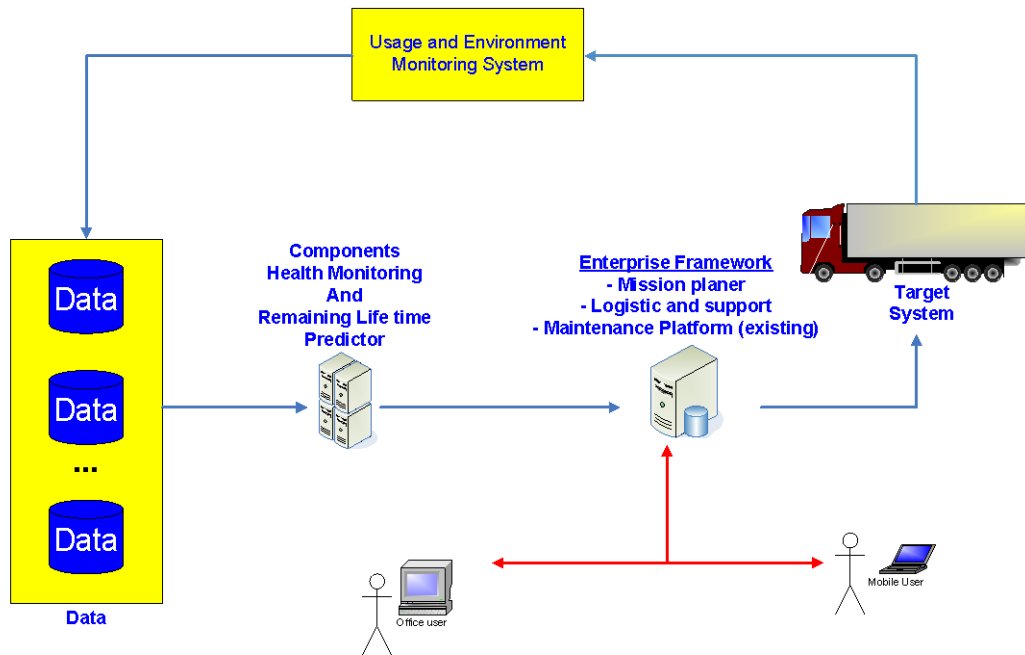 Usage and Environment
Monitoring System
Components
Health Monitoring
And
Remaining Life time
Predictor
Enterprise Framework
- Mission planer
- Logistic and support
- Maintenance Platform (existing)
Target
System
Data
Data
...
Data
Data
Office user
Mobile User